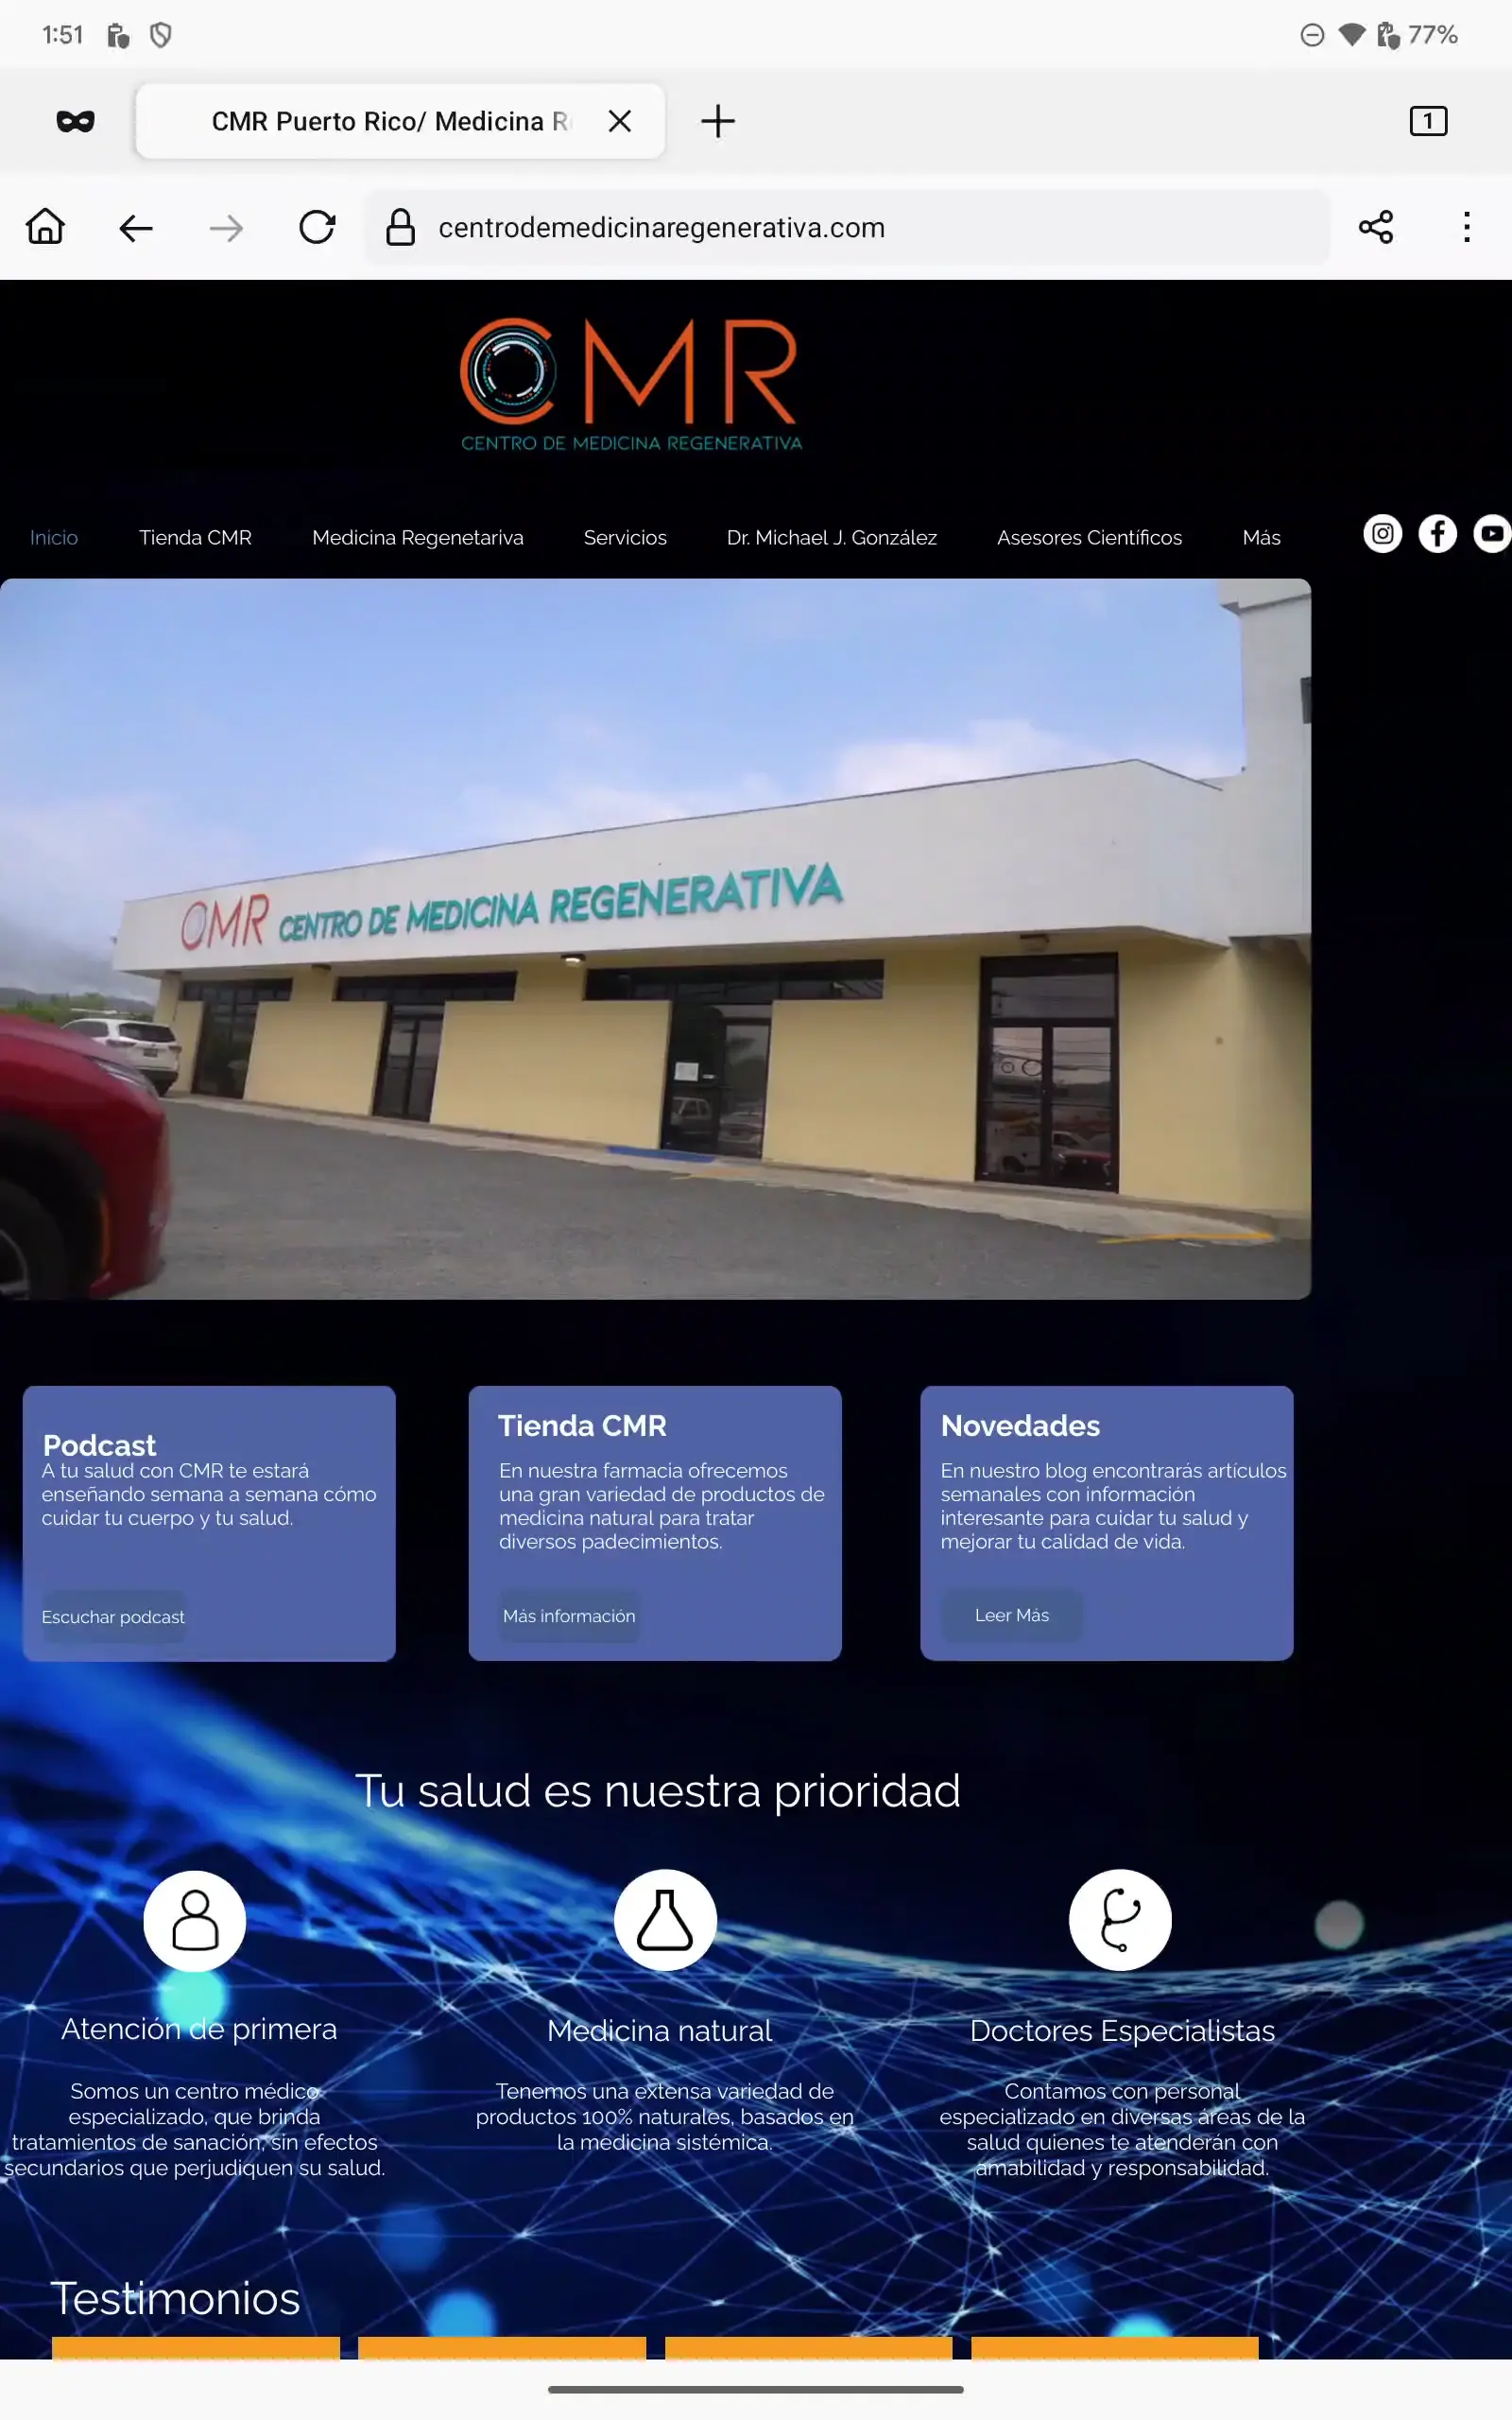 1:51
77%
CMR Puerto Rico/ Medicina R
1
centrodemedicinaregenerativa.com
CMR
CENTRO DE MEDICINA REGENERATIVA
Inicio Tienda CMR Medicina Regenetariva Servicios Dr. Michael J. González Asesores Científicos Más
CMR CENTRO DE MEDICINA REGENERATIVA
Podcast
A tu salud con CMR te estará
enseñando semana a semana cómo
cuidar tu cuerpo y tu salud.
Escuchar podcast
Tienda CMR
En nuestra farmacia ofrecemos
una gran variedad de productos de
medicina natural para tratar
diversos padecimientos.
Más información
Novedades
En nuestro blog encontrarás artículos
semanales con información
interesante para cuidar tu salud y
mejorar tu calidad de vida.
Leer Más
Tu salud es nuestra prioridad
Atención de primera
Somos un centro médico
especializado, que brinda
tratamientos de sanación, sin efectos
secundarios que perjudiquen su salud.
Medicina natural
Tenemos una extensa variedad de
productos 100% naturales, basados en
la medicina sistémica.
Doctores Especialistas
Contamos con personal
especializado en diversas áreas de la
salud quienes te atenderán con
amabilidad y responsabilidad.
Testimonios